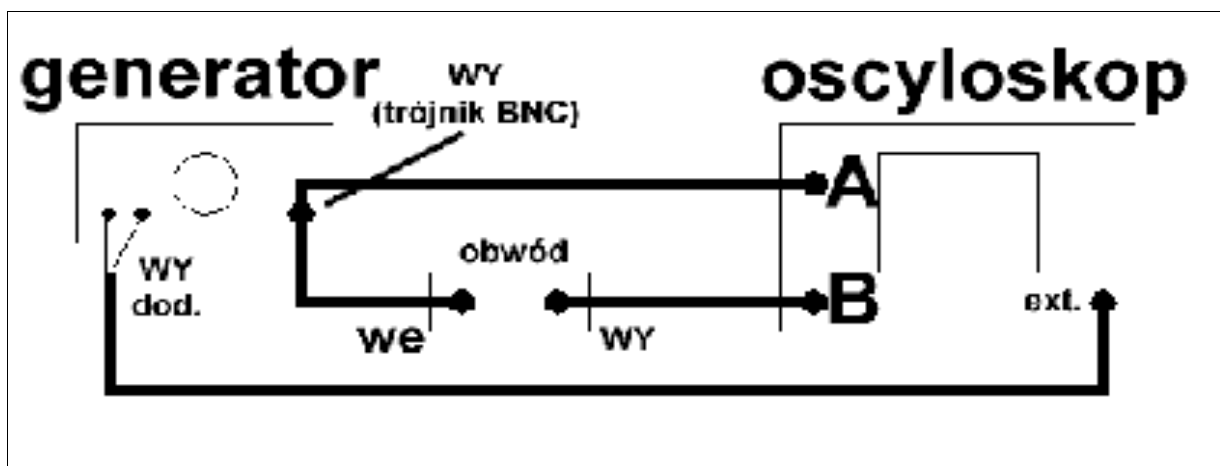 generator
WY
(trójnik BNC)
oscyloskop
A
WY
dod.
obwód
we
WY
B
ext.